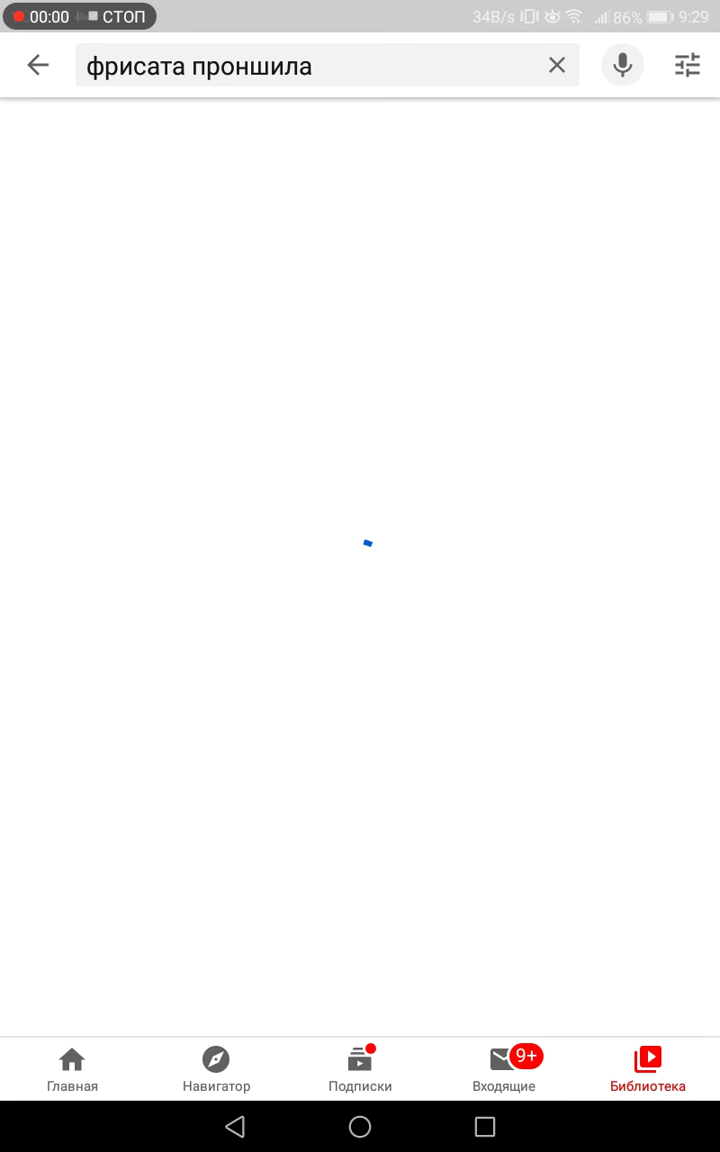 00:00 СТОП 34B/s 86% 9:29
фрисата проншила
9+
Главная Навигатор Подписки Входящие Библиотека